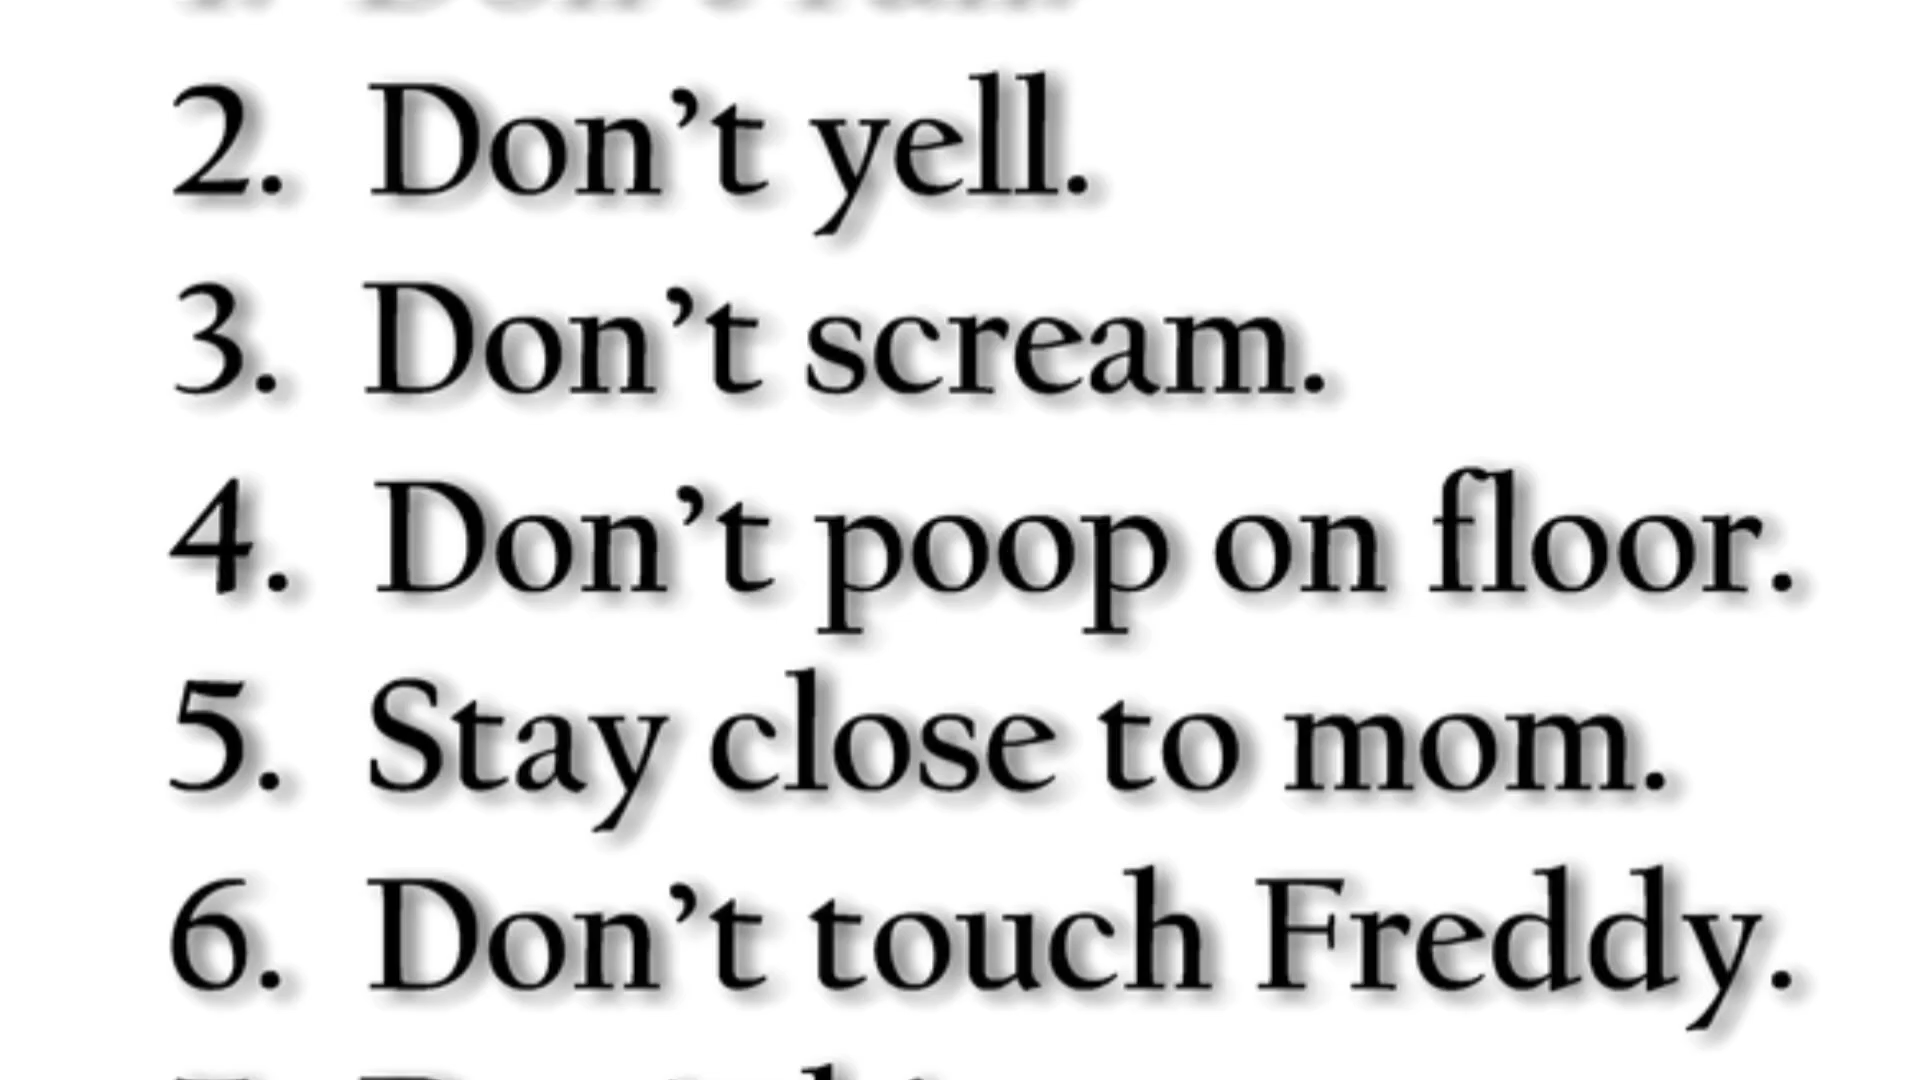 2. Don’t yell.
3. Don’t scream.
4. Don’t poop on floor.
5. Stay close to mom.
6. Don’t touch Freddy.